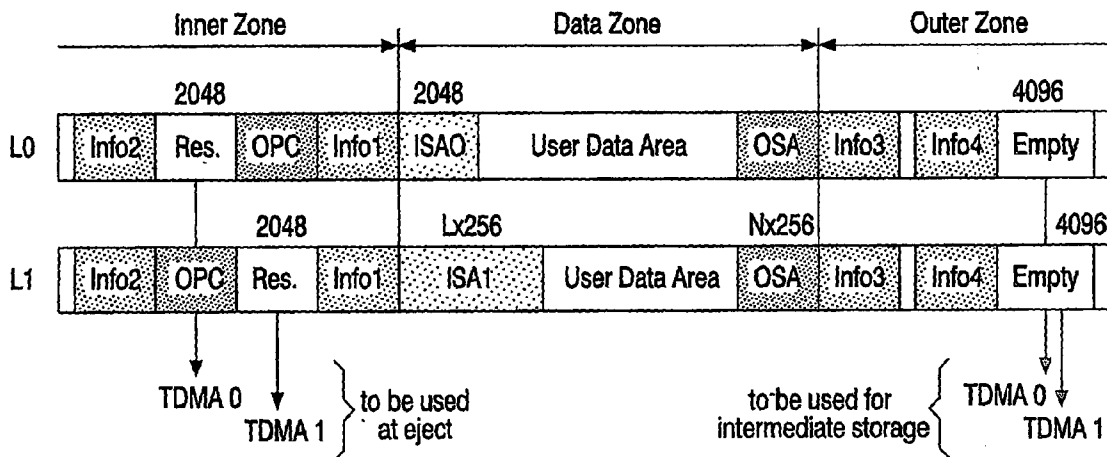 Inner Zone Data Zone Outer Zone
2048 2048 4096
L0 Info2 Res. OPC Info1 ISA0 User Data Area OSA Info3 Info4 Empty
2048 Lx256 Nx256 4096
L1 Info2 OPC Res. Info1 ISA1 User Data Area OSA Info3 Info4 Empty
TDMA 0 TDMA 0
TDMA 1 TDMA 1
to be used
at eject
to be used for
intermediate storage